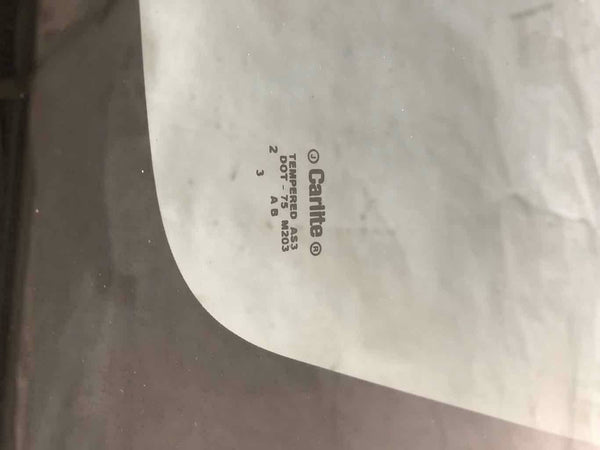 Ⓙ Carlite ®
TEMPERED AS3
DOT-75 M203
2 A B
3